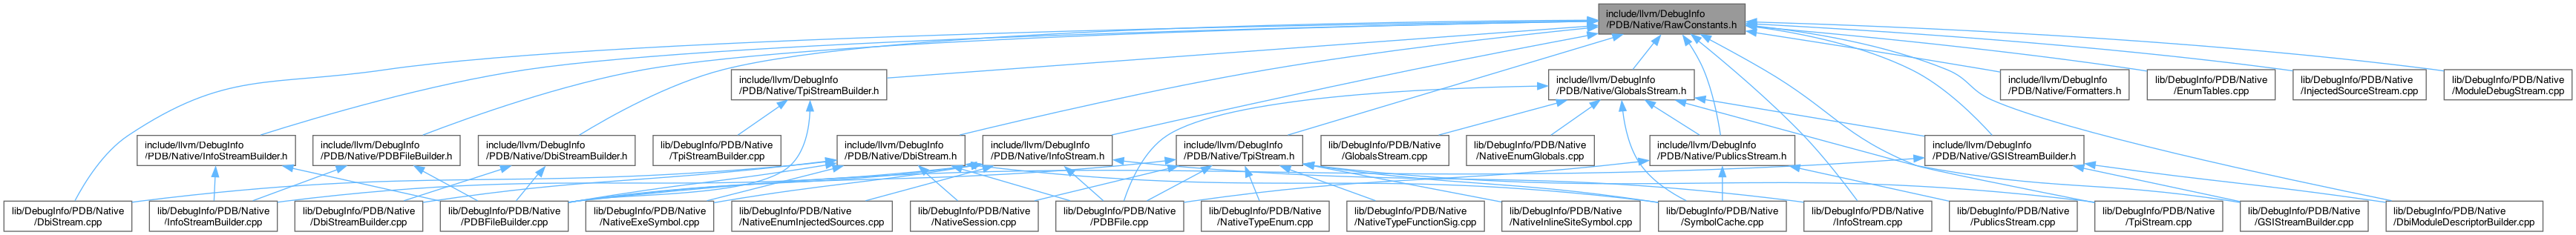 include/llvm/DebugInfo
/PDB/Native/RawConstants.h
include/llvm/DebugInfo
/PDB/Native/TpiStreamBuilder.h
include/llvm/DebugInfo
/PDB/Native/GlobalsStream.h
include/llvm/DebugInfo
/PDB/Native/Formatters.h
lib/DebugInfo/PDB/Native
/EnumTables.cpp
lib/DebugInfo/PDB/Native
/InjectedSourceStream.cpp
lib/DebugInfo/PDB/Native
/ModuleDebugStream.cpp
include/llvm/DebugInfo
/PDB/Native/InfoStreamBuilder.h
include/llvm/DebugInfo
/PDB/Native/PDBFileBuilder.h
include/llvm/DebugInfo
/PDB/Native/DbiStreamBuilder.h
lib/DebugInfo/PDB/Native
/TpiStreamBuilder.cpp
include/llvm/DebugInfo
/PDB/Native/DbiStream.h
include/llvm/DebugInfo
/PDB/Native/InfoStream.h
include/llvm/DebugInfo
/PDB/Native/TpiStream.h
lib/DebugInfo/PDB/Native
/GlobalsStream.cpp
lib/DebugInfo/PDB/Native
/NativeEnumGlobals.cpp
include/llvm/DebugInfo
/PDB/Native/PublicsStream.h
include/llvm/DebugInfo
/PDB/Native/GSIStreamBuilder.h
lib/DebugInfo/PDB/Native
/DbiStream.cpp
lib/DebugInfo/PDB/Native
/InfoStreamBuilder.cpp
lib/DebugInfo/PDB/Native
/DbiStreamBuilder.cpp
lib/DebugInfo/PDB/Native
/PDBFileBuilder.cpp
lib/DebugInfo/PDB/Native
/NativeExeSymbol.cpp
lib/DebugInfo/PDB/Native
/NativeEnumInjectedSources.cpp
lib/DebugInfo/PDB/Native
/NativeSession.cpp
lib/DebugInfo/PDB/Native
/PDBFile.cpp
lib/DebugInfo/PDB/Native
/NativeTypeEnum.cpp
lib/DebugInfo/PDB/Native
/NativeTypeFunctionSig.cpp
lib/DebugInfo/PDB/Native
/NativeInlineSiteSymbol.cpp
lib/DebugInfo/PDB/Native
/SymbolCache.cpp
lib/DebugInfo/PDB/Native
/InfoStream.cpp
lib/DebugInfo/PDB/Native
/PublicsStream.cpp
lib/DebugInfo/PDB/Native
/TpiStream.cpp
lib/DebugInfo/PDB/Native
/GSIStreamBuilder.cpp
lib/DebugInfo/PDB/Native
/DbiModuleDescriptorBuilder.cpp